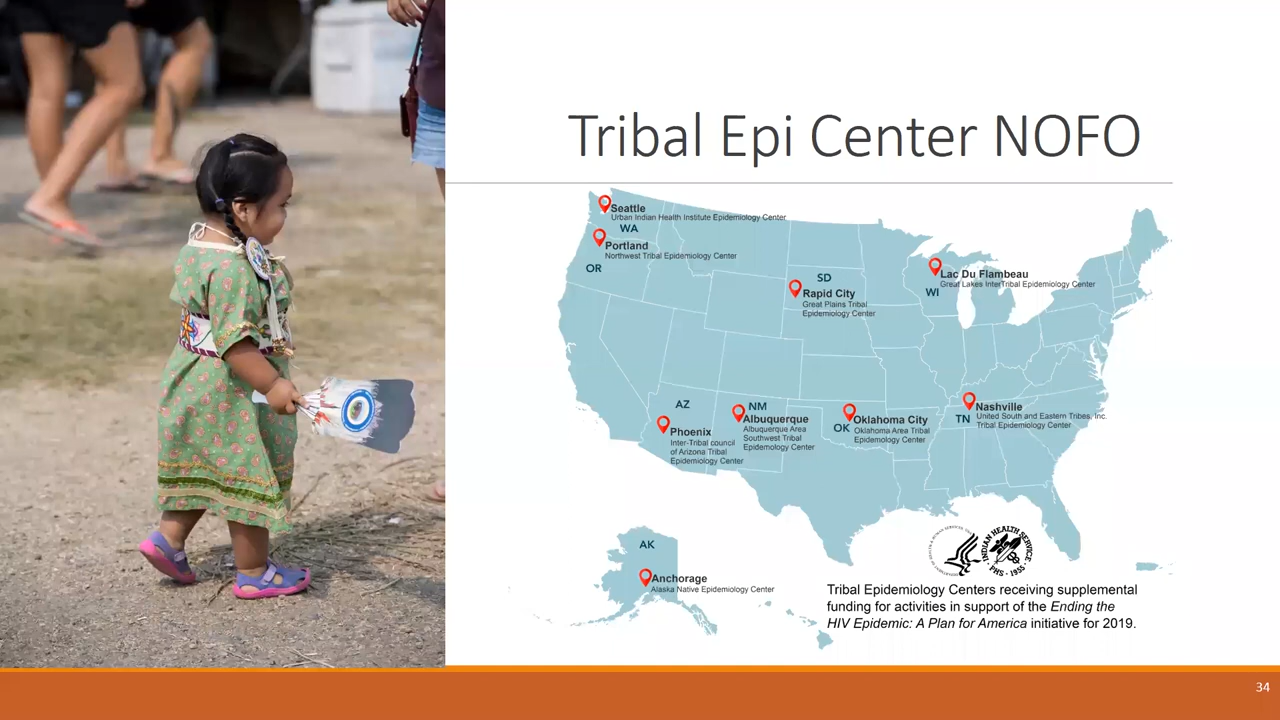 Tribal Epi Center NOFO
Seattle
Urban Indian Health Institute Epidemiology Center
WA
Portland
Northwest Tribal Epidemiology Center
OR
SD
Rapid City
Great Plains Tribal
Epidemiology Center
Lac Du Flambeau
Great Lakes InterTribal Epidemiology Center
WI
AZ
Phoenix
Inter-Tribal council
of Arizona Tribal
Epidemiology Center
NM
Albuquerque
Albuquerque Area
Southwest Tribal
Epidemology Center
OK
Oklahoma City
Oklahoma Area Tribal
Epidemology Center
TN
Nashville
United South and Eastern Tribes, Inc.
Tribal Epidemiology Center
AK
Anchorage
Alaska Native Epidemiology Center
INDIAN HEALTH SERVICE
PHS • 1955
Tribal Epidemiology Centers receiving supplemental
funding for activities in support of the Ending the
HIV Epidemic: A Plan for America initiative for 2019.
34